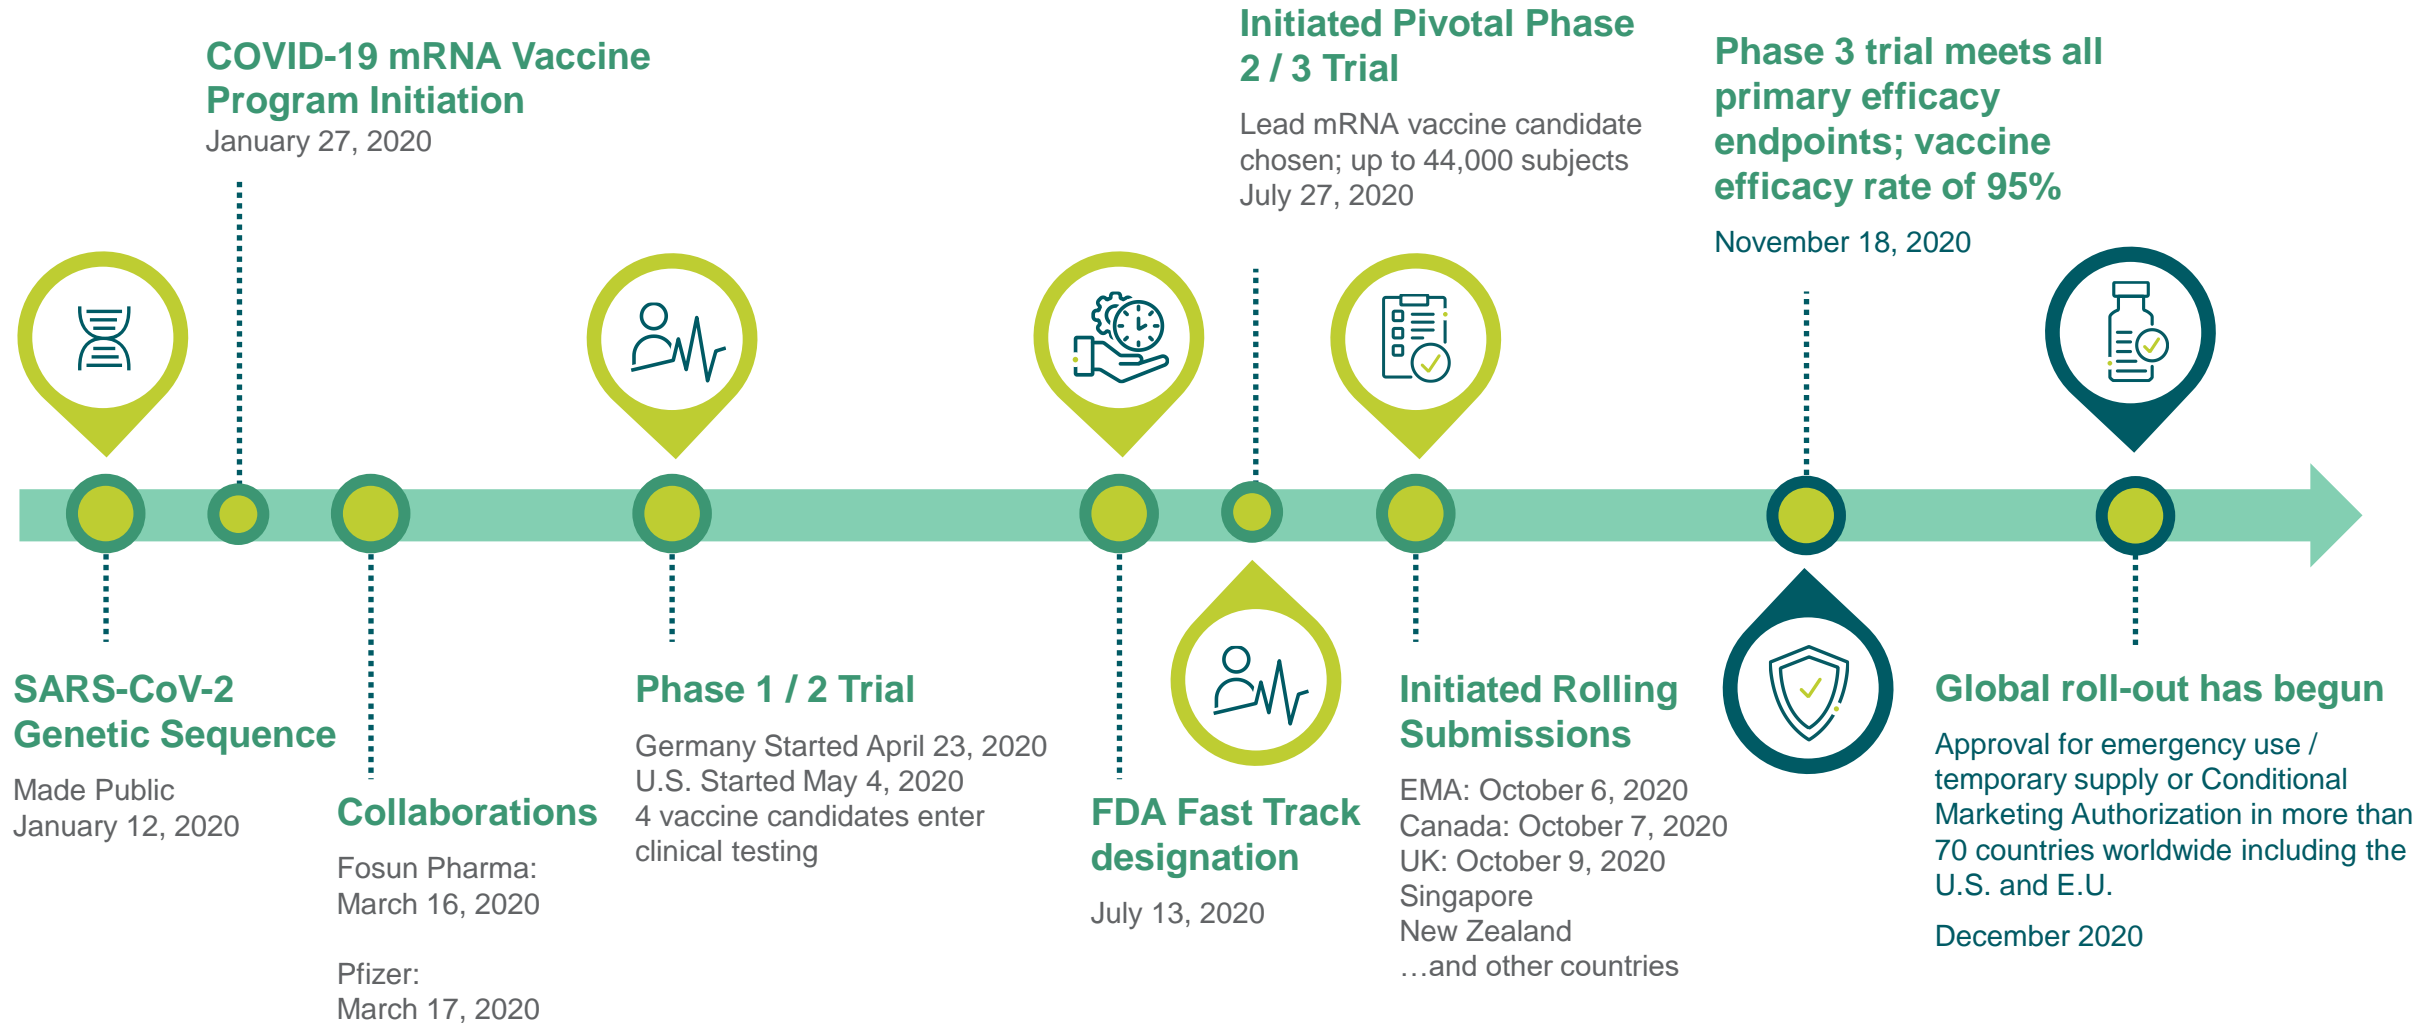 COVID-19 mRNA Vaccine
Program Initiation
January 27, 2020
Initiated Pivotal Phase
2 / 3 Trial
Lead mRNA vaccine candidate
chosen; up to 44,000 subjects
July 27, 2020
Phase 3 trial meets all
primary efficacy
endpoints; vaccine
efficacy rate of 95%
November 18, 2020
SARS-CoV-2
Genetic Sequence
Made Public
January 12, 2020
Collaborations
Fosun Pharma:
March 16, 2020
Pfizer:
March 17, 2020
Phase 1 / 2 Trial
Germany Started April 23, 2020
U.S. Started May 4, 2020
4 vaccine candidates enter
clinical testing
FDA Fast Track
designation
July 13, 2020
Initiated Rolling
Submissions
EMA: October 6, 2020
Canada: October 7, 2020
UK: October 9, 2020
Singapore
New Zealand
…and other countries
Global roll-out has begun
Approval for emergency use /
temporary supply or Conditional
Marketing Authorization in more than
70 countries worldwide including the
U.S. and E.U.
December 2020